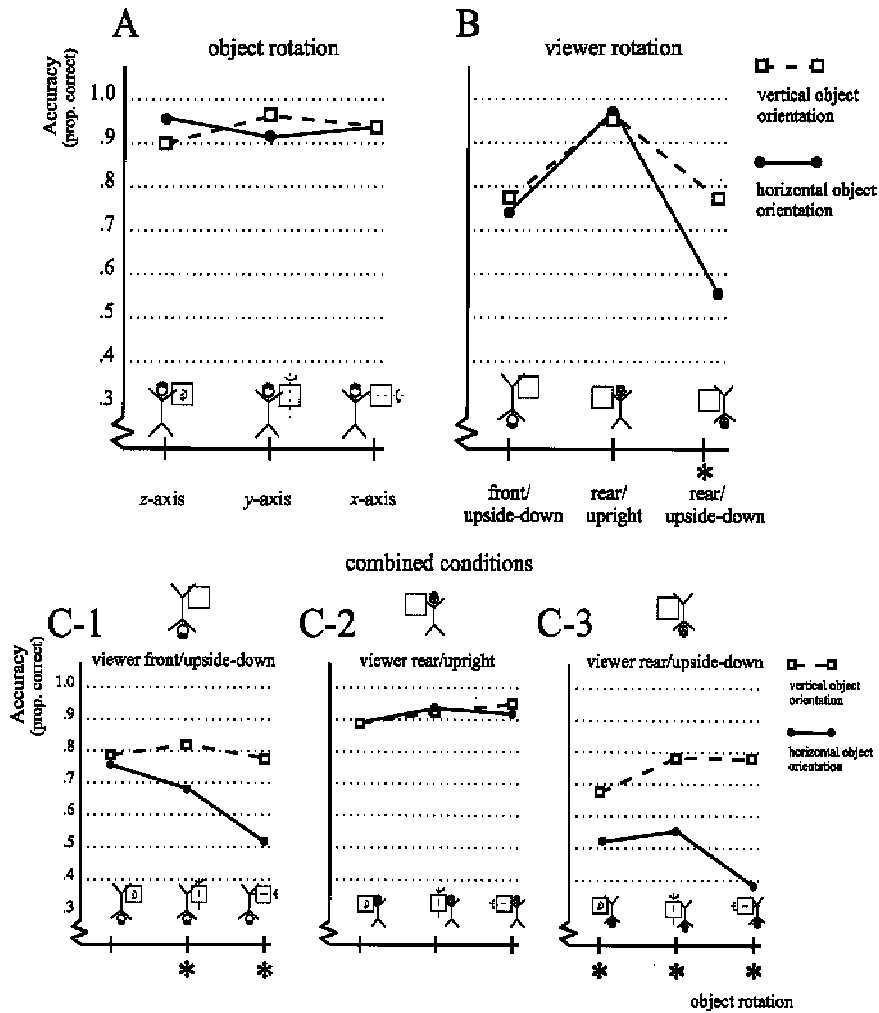 A
object rotation
B
viewer rotation
Accuracy
(prop. correct)
1.0
.9
.8
.7
.6
.5
.4
.3
vertical object
orientation
horizontal object
orientation
z-axis
y-axis
x-axis
*
front/
upside-down
rear/
upright
rear/
upside-down
combined conditions
C-1
C-2
C-3
viewer front/upside-down
viewer rear/upright
viewer rear/upside-down
Accuracy
(prop. correct)
1.0
.9
.8
.7
.6
.5
.4
.3
vertical object
orientation
horizontal object
orientation
* *
* * *
object rotation